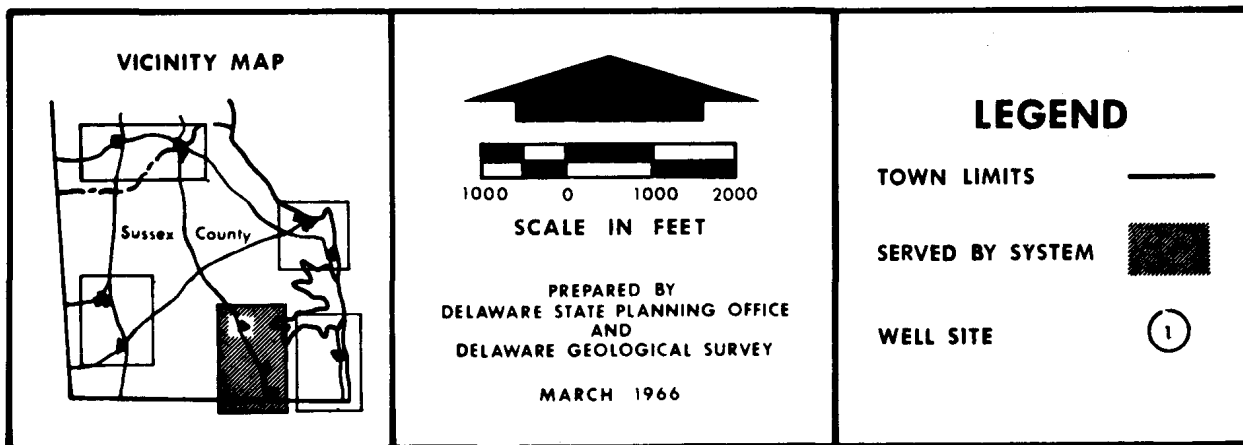 VICINITY MAP
Sussex County
1000 0 1000 2000
SCALE IN FEET
PREPARED BY
DELAWARE STATE PLANNING OFFICE
AND
DELAWARE GEOLOGICAL SURVEY
MARCH 1966
LEGEND
TOWN LIMITS
SERVED BY SYSTEM
WELL SITE
1